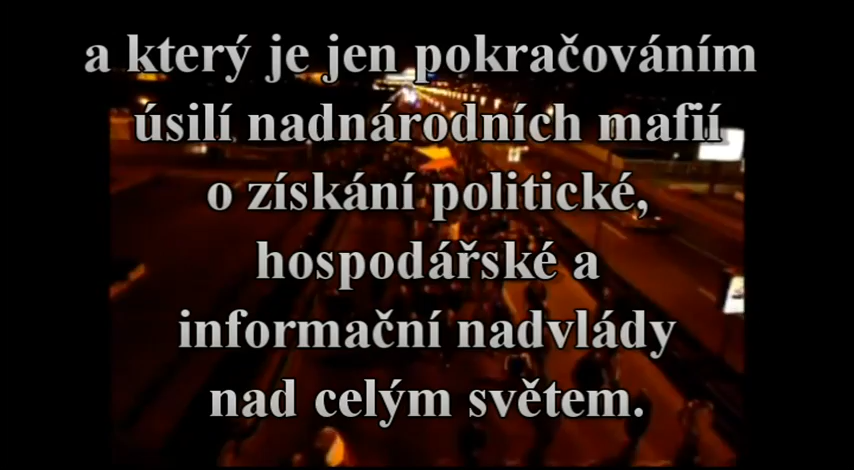 a který je jen pokračováním
úsilí nadnárodních mafií
o získání politické,
hospodářské a
informační nadvlády
nad celým světem.